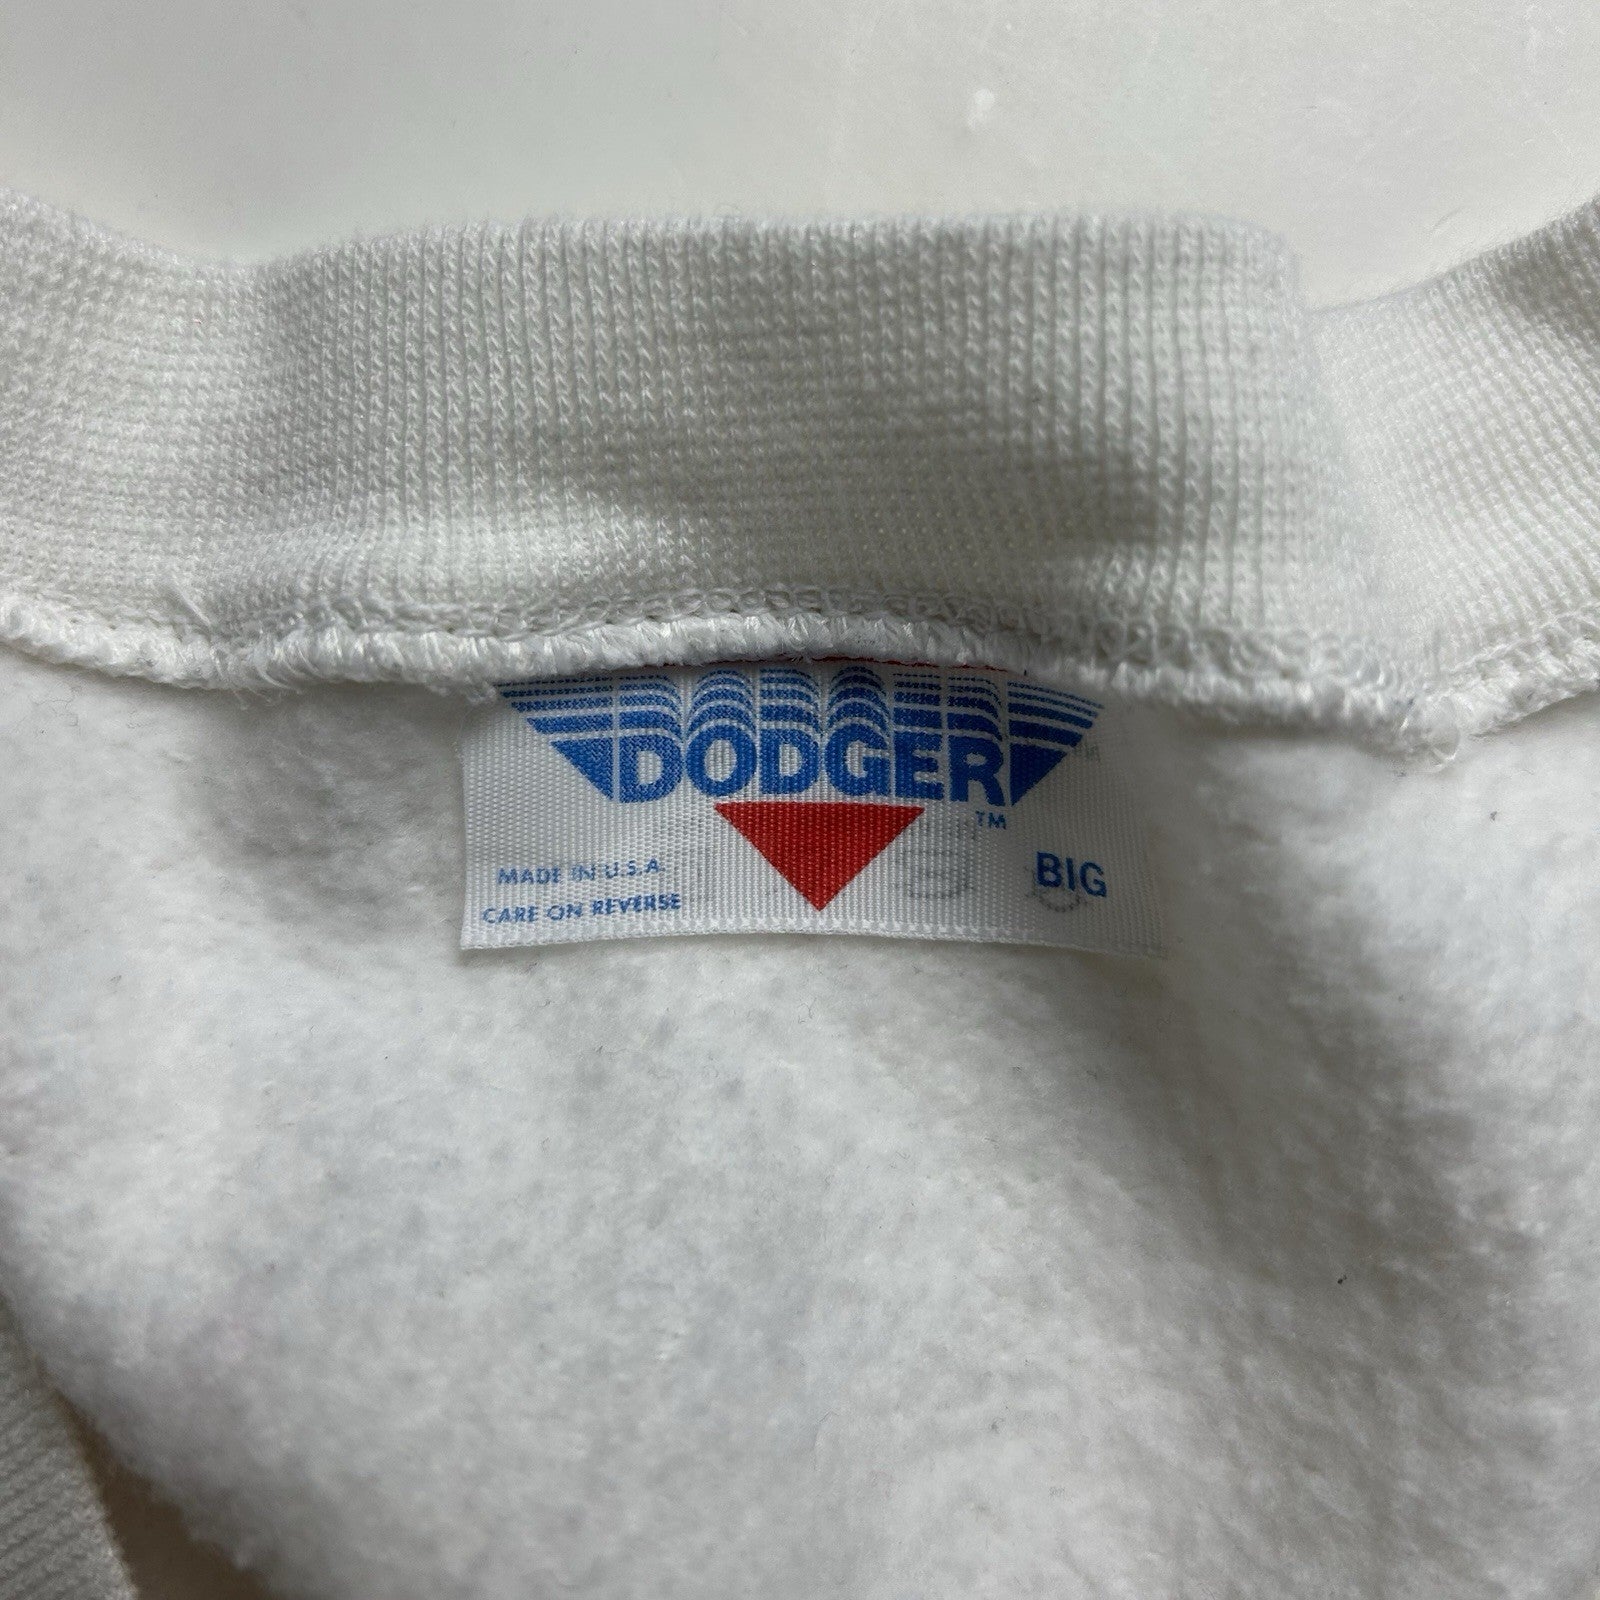 DODGER
TM
MADE IN U.S.A.
CARE ON REVERSE
BIG